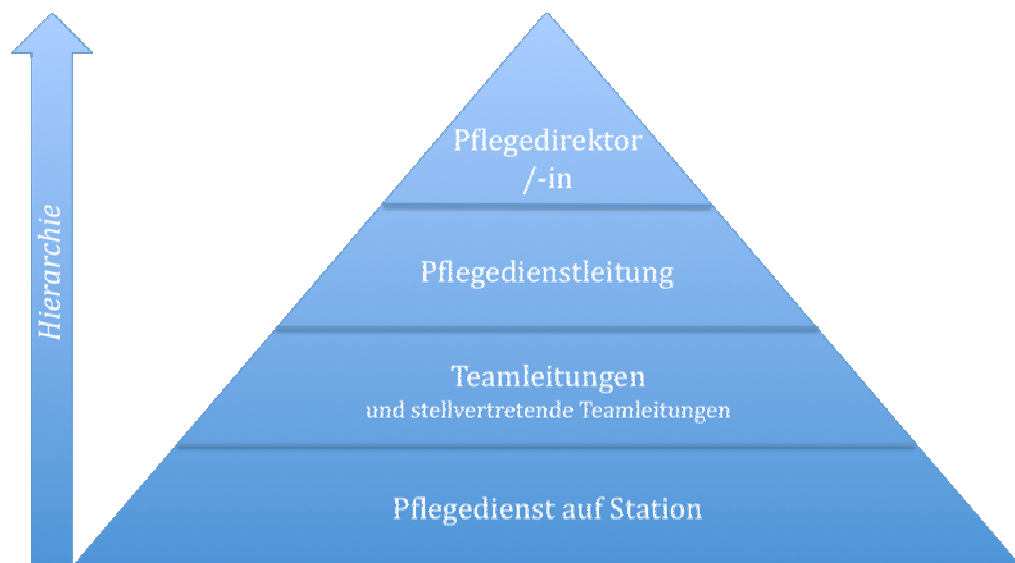 Hierarchie
Pflegedirektor
/-in
Pflegedienstleitung
Teamleitungen
und stellvertretende Teamleitungen
Pflegedienst auf Station